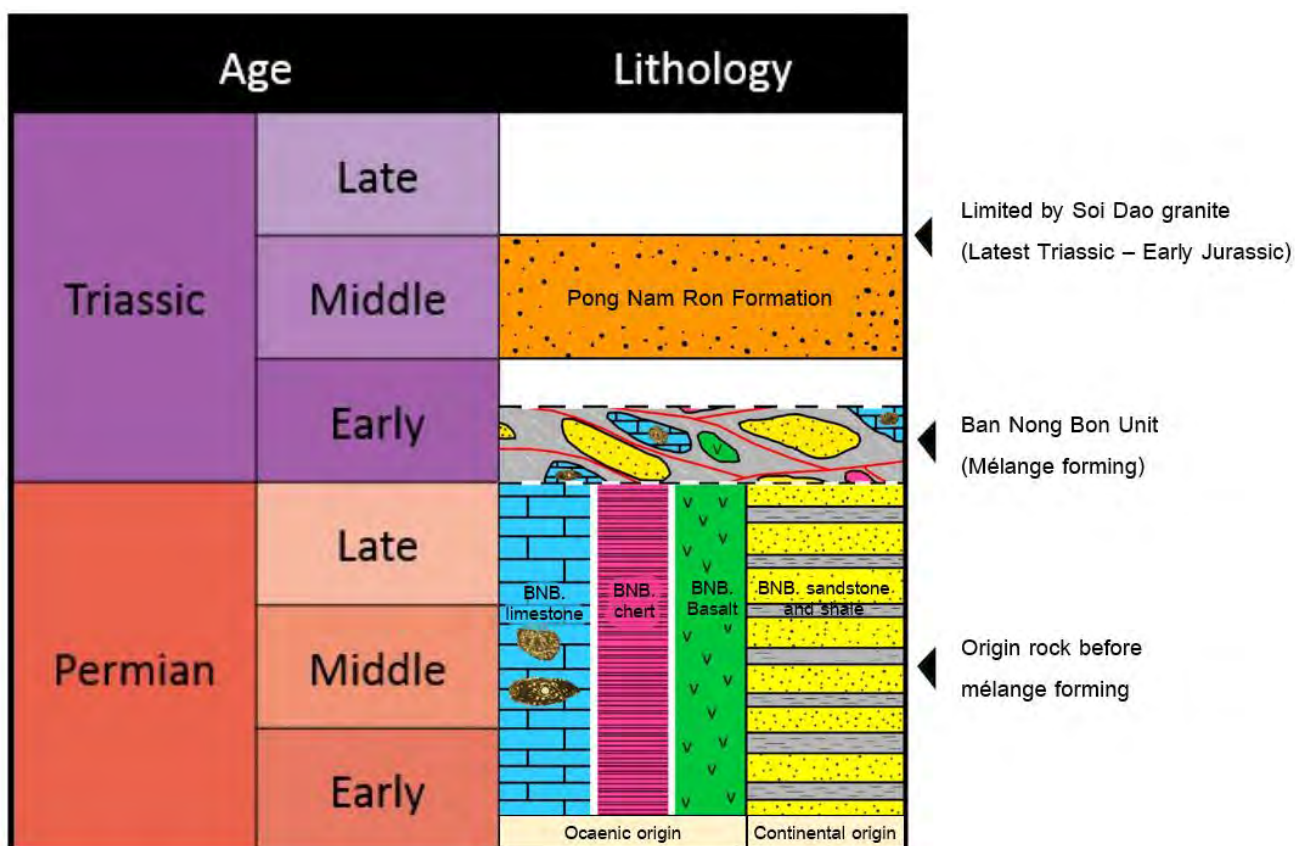 Age
Lithology
Triassic
Late
Middle
Early
Pong Nam Ron Formation
Limited by Soi Dao granite
(Latest Triassic – Early Jurassic)
Ban Nong Bon Unit
(Mélange forming)
Permian
Late
Middle
Early
BNB.
limestone
BNB.
chert
BNB.
Basalt
BNB. sandstone
and shale
Origin rock before
mélange forming
Ocaenic origin
Continental origin